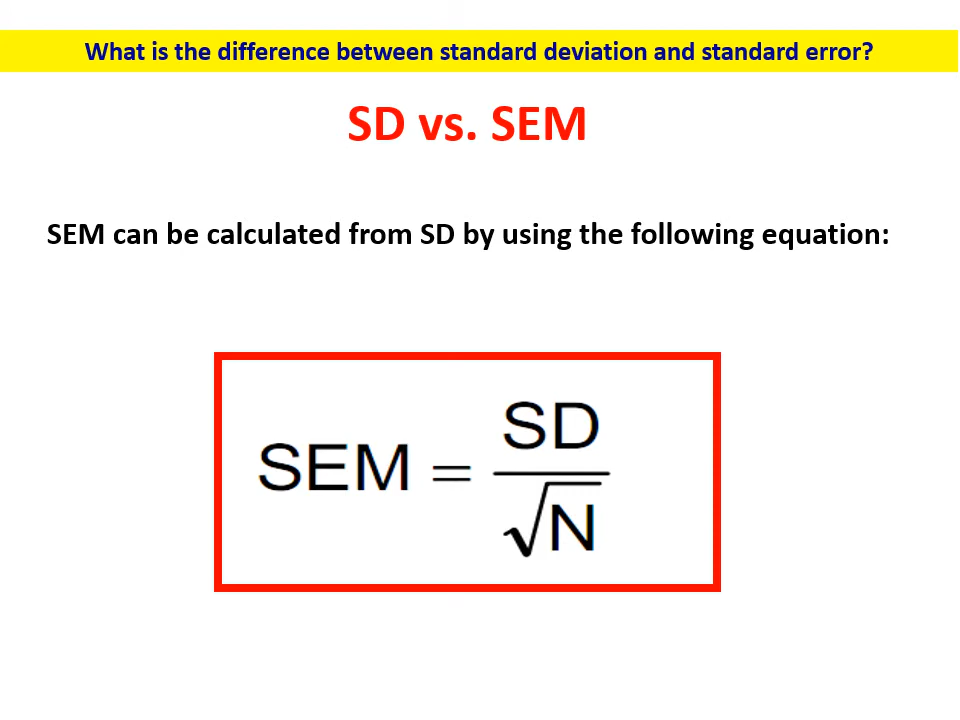 What is the difference between standard deviation and standard error?
SD vs. SEM
SEM can be calculated from SD by using the following equation:
SEM = SD / √N